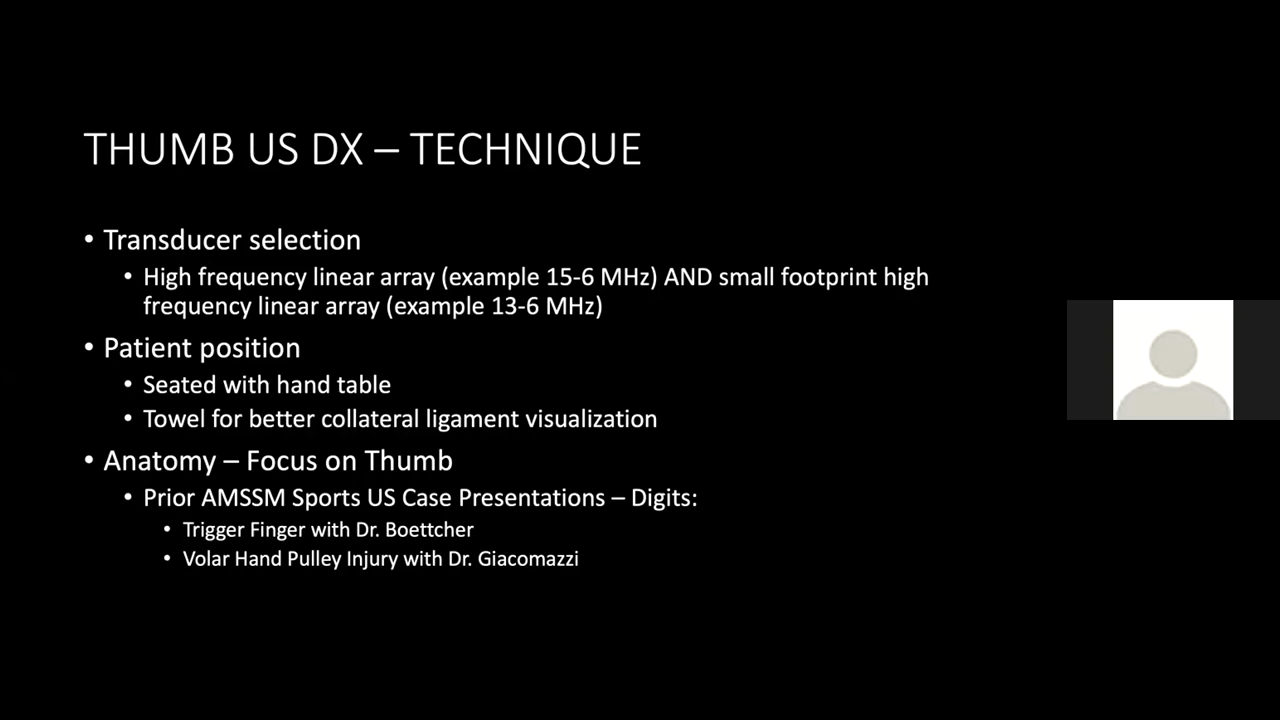 THUMB US DX – TECHNIQUE
• Transducer selection
• High frequency linear array (example 15-6 MHz) AND small footprint high
frequency linear array (example 13-6 MHz)
• Patient position
• Seated with hand table
• Towel for better collateral ligament visualization
• Anatomy – Focus on Thumb
• Prior AMSSM Sports US Case Presentations – Digits:
• Trigger Finger with Dr. Boettcher
• Volar Hand Pulley Injury with Dr. Giacomazzi